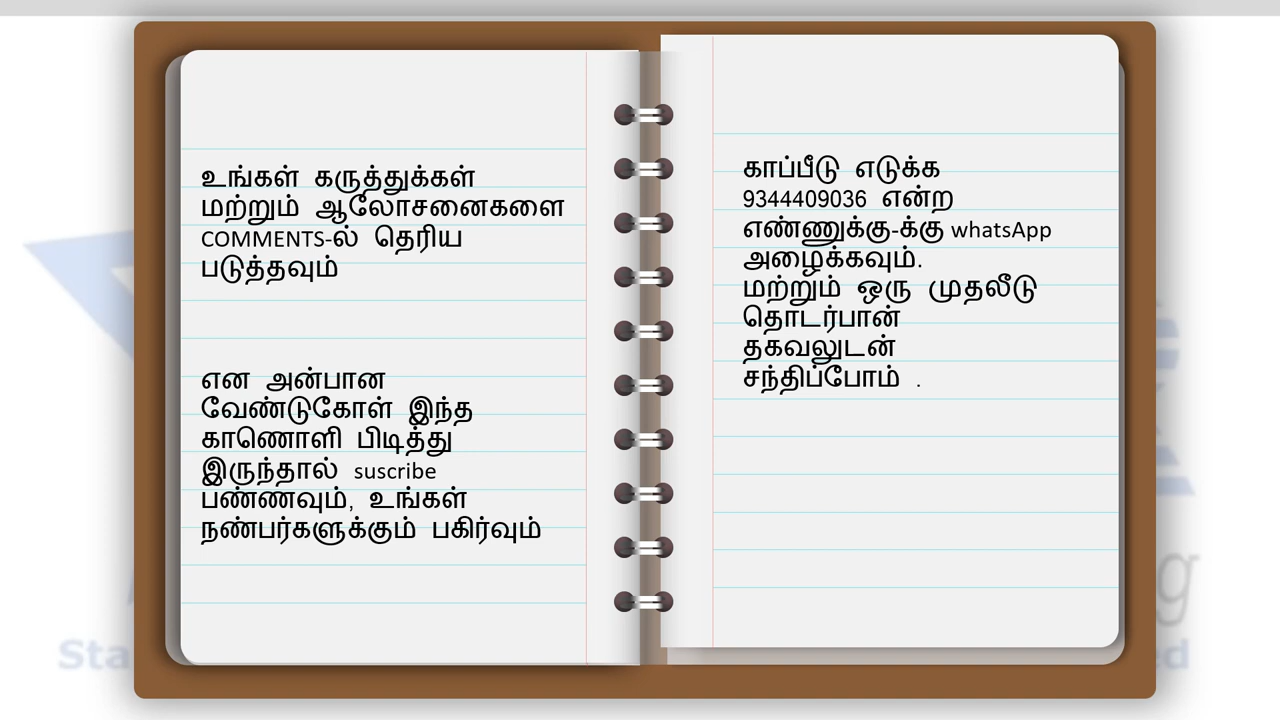 உங்கள் கருத்துக்கள்
மற்றும் ஆலோசனைகளை
COMMENTS-ல் தெரிய
படுத்தவும்
என அன்பான
வேண்டுகோள் இந்த
காணொளி பிடித்து
இருந்தால் suscribe
பண்ணவும், உங்கள்
நண்பர்களுக்கும் பகிர்வும்
காப்பீடு எடுக்க
9344409036 என்ற
எண்ணுக்கு-க்கு whatsApp
அழைக்கவும்.
மற்றும் ஒரு முதலீடு
தொடர்பான்
தகவலுடன்
சந்திப்போம் .